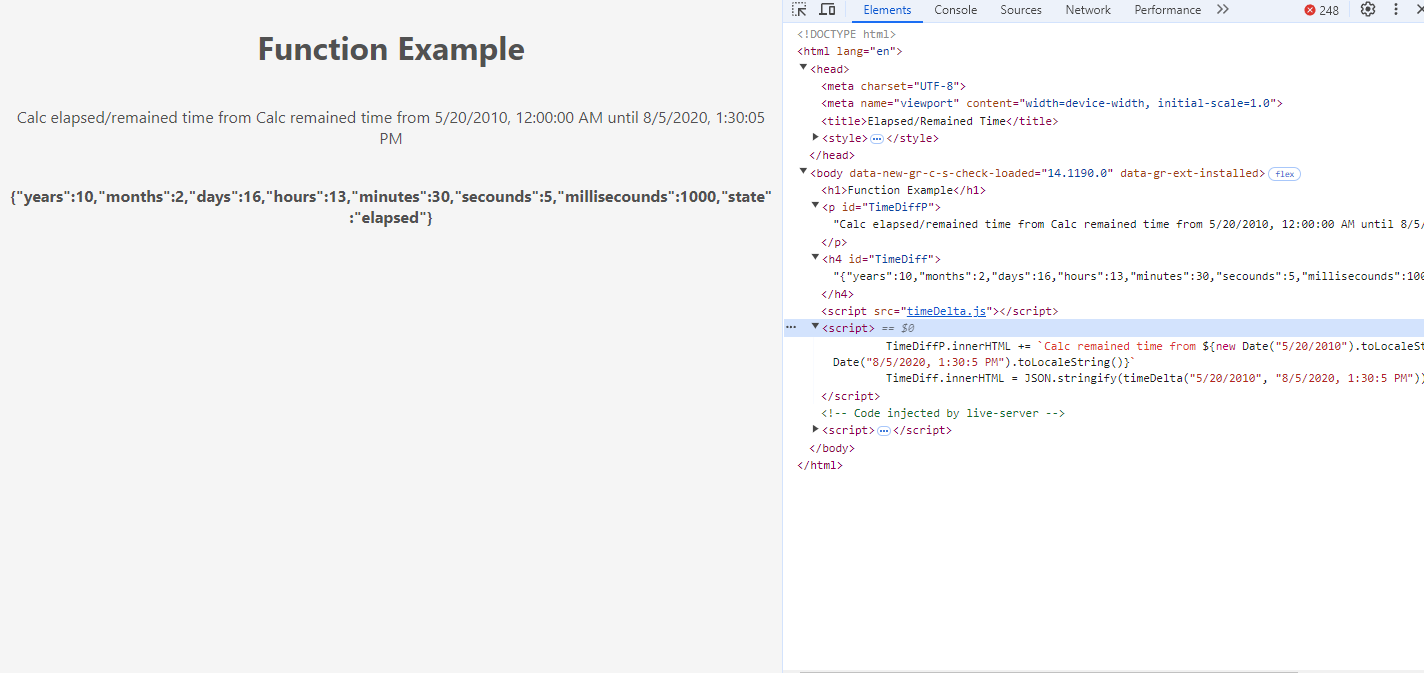 Function Example
Calc elapsed/remained time from Calc remained time from 5/20/2010, 12:00:00 AM until 8/5/2020, 1:30:05
PM
{"years":10,"months":2,"days":16,"hours":13,"minutes":30,"secounds":5,"millisecounds":1000,"state"
:"elapsed"}
Elements Console Sources Network Performance 248
<!DOCTYPE html>
<html lang="en">
<head>
<meta charset="UTF-8">
<meta name="viewport" content="width=device-width, initial-scale=1.0">
<title>Elapsed/Remained Time</title>
<style>…</style>
</head>
<body data-new-gr-c-s-check-loaded="14.1190.0" data-gr-ext-installed> flex
<h1>Function Example</h1>
<p id="TimeDiffP">
"Calc elapsed/remained time from Calc remained time from 5/20/2010, 12:00:00 AM until 8/5/
</p>
<h4 id="TimeDiff">
"{"years":10,"months":2,"days":16,"hours":13,"minutes":30,"secounds":5,"millisecounds":100
</h4>
<script src="timeDelta.js"></script>
<script> == $0
TimeDiffP.innerHTML += `Calc remained time from ${new Date("5/20/2010").toLocaleSt
Date("8/5/2020, 1:30:5 PM").toLocaleString()}`
TimeDiff.innerHTML = JSON.stringify(timeDelta("5/20/2010", "8/5/2020, 1:30:5 PM"))
</script>
<!-- Code injected by live-server -->
<script>…</script>
</body>
</html>